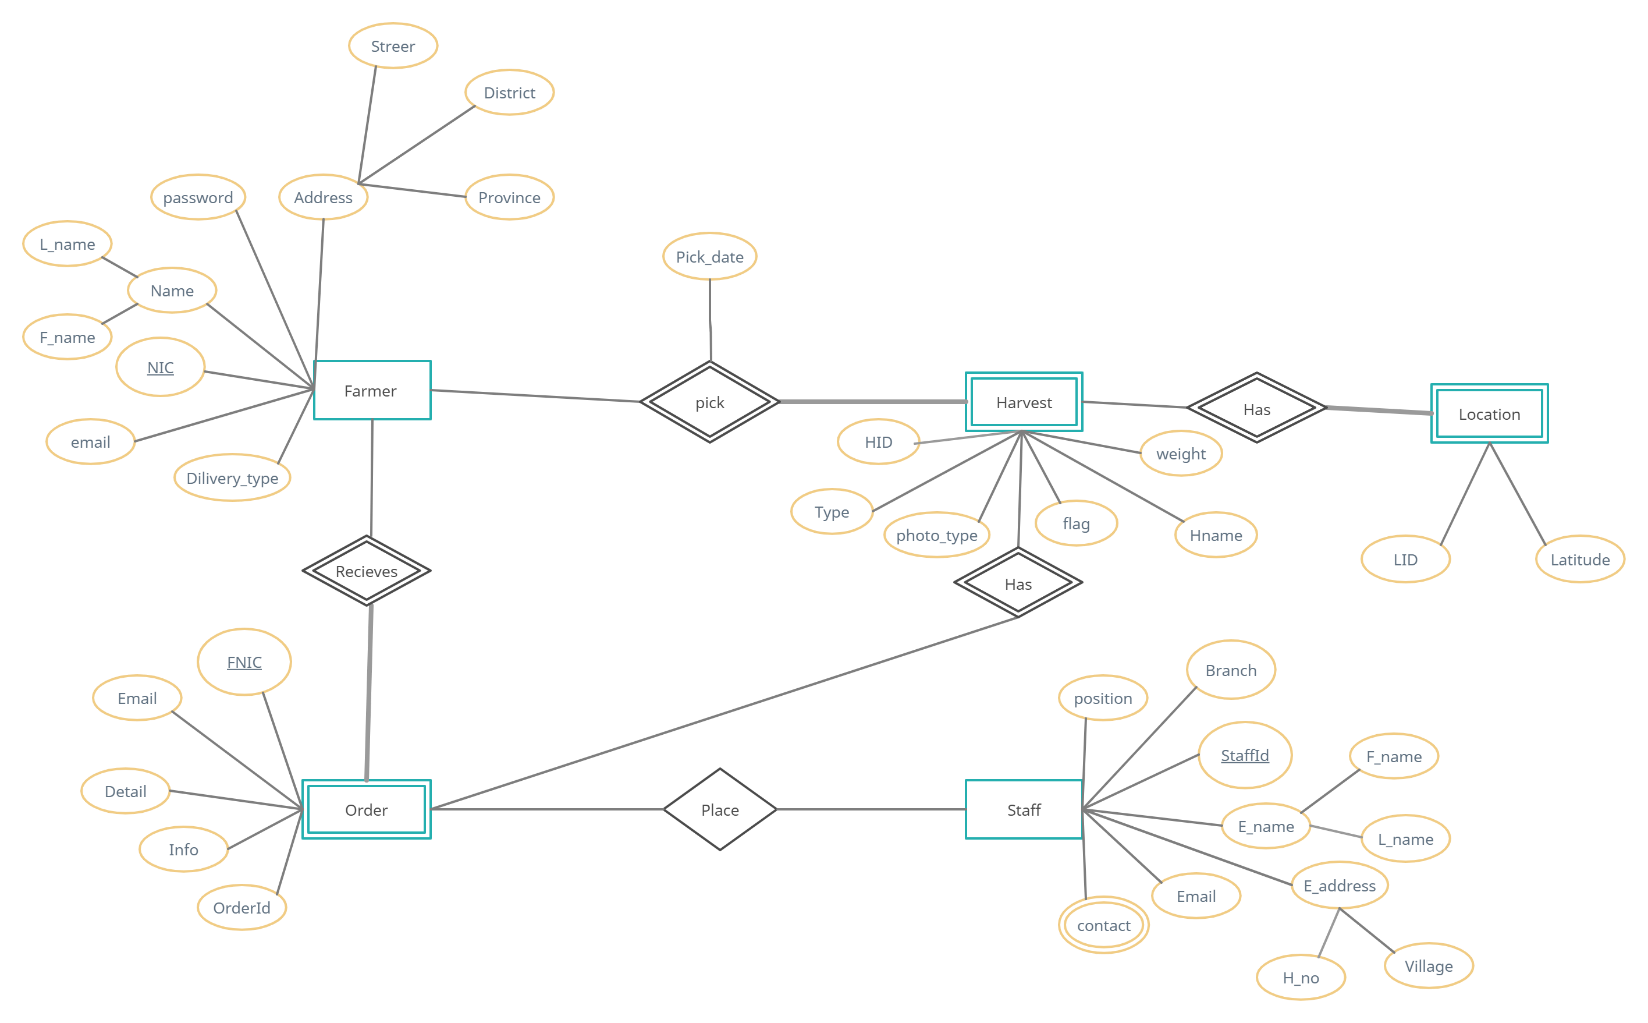 Streer
District
password
Address
Province
L_name
Name
F_name
NIC
email
Dilivery_type
Farmer
Pick_date
pick
Harvest
Has
Location
HID
weight
Type
photo_type
flag
Hname
LID
Latitude
Recieves
Has
FNIC
Email
Detail
Info
OrderId
Order
Place
Staff
position
Branch
StaffId
F_name
E_name
L_name
E_address
Email
contact
H_no
Village